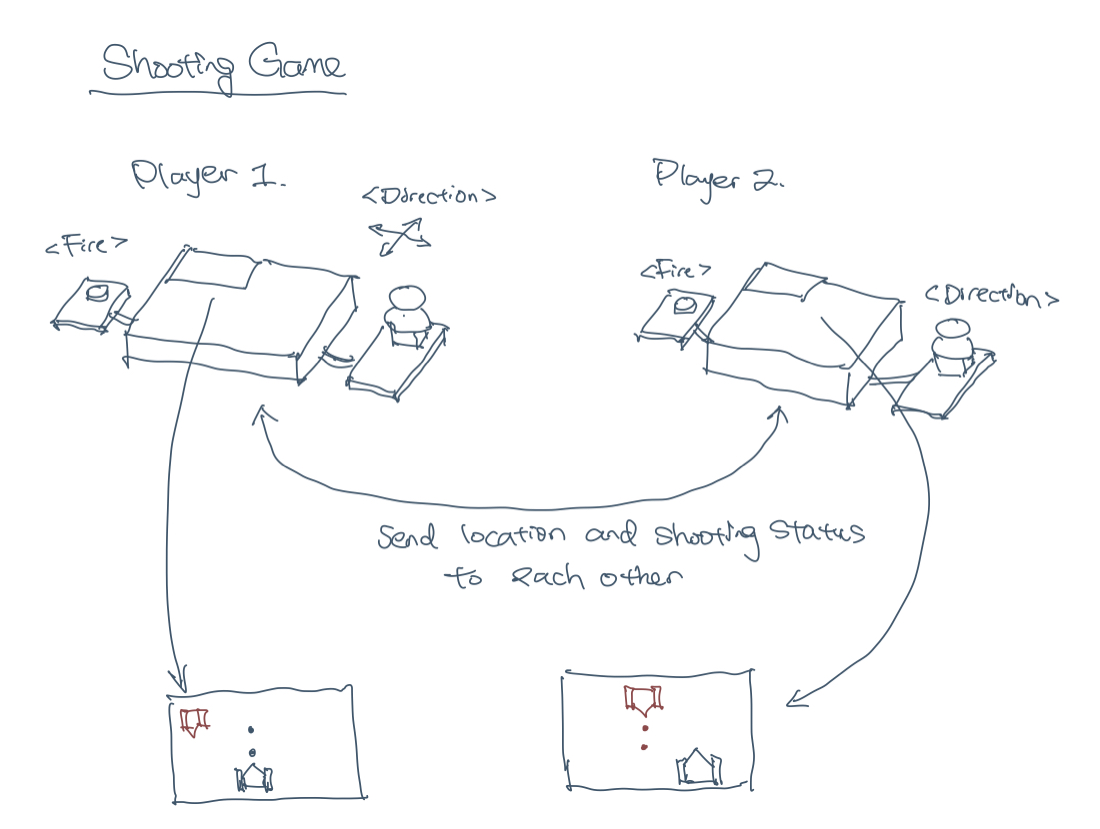 Shooting Game
Player 1.
<Direction>
<Fire>
Player 2.
<Fire>
<Direction>
Send location and shooting status
to each other